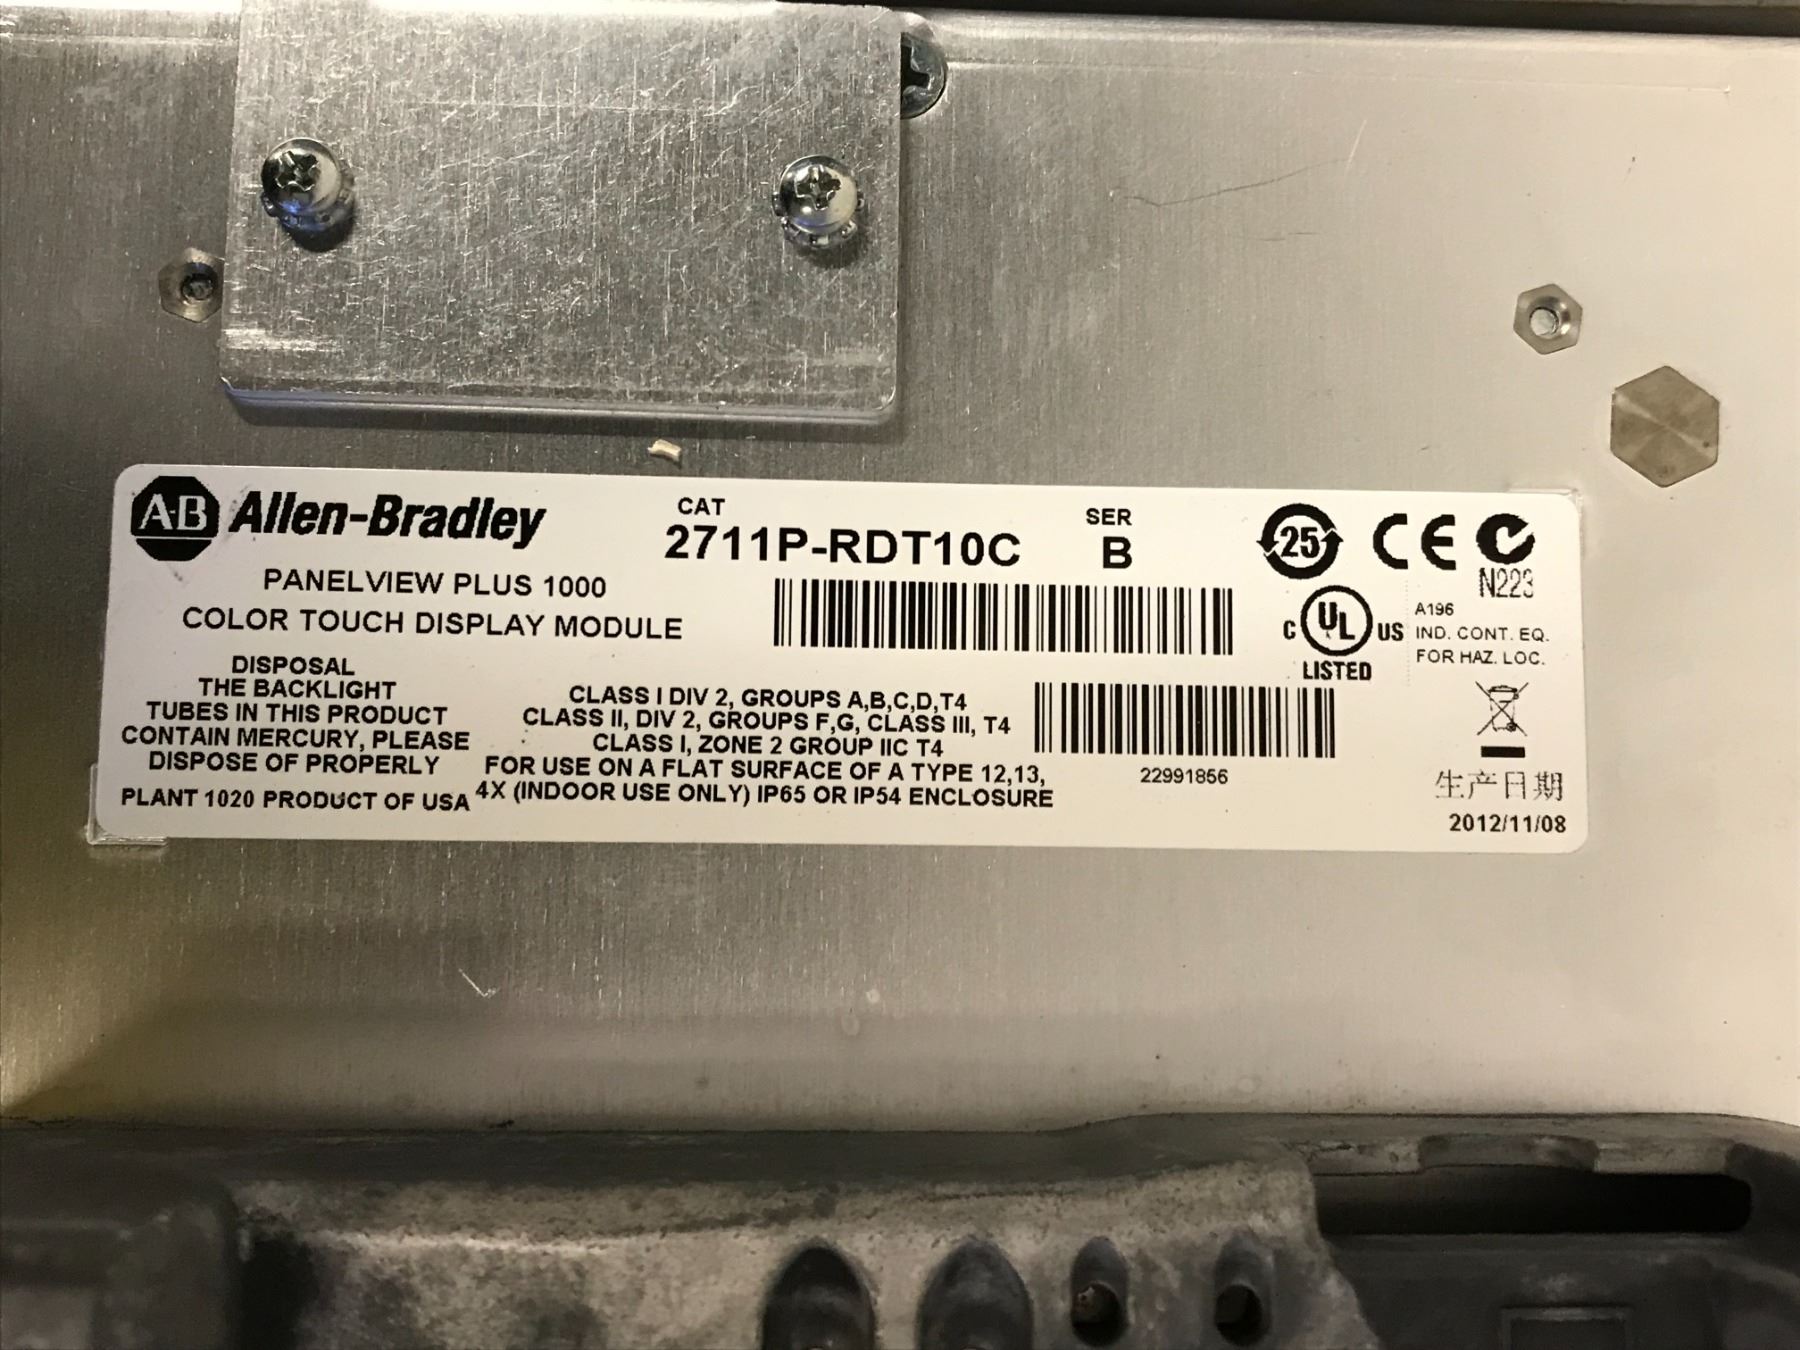 A-B Allen-Bradley
CAT
2711P-RDT10C
SER
B
25
CE
N223
PANELVIEW PLUS 1000
COLOR TOUCH DISPLAY MODULE
C UL US
LISTED
A196
IND. CONT. EQ.
FOR HAZ. LOC.
DISPOSAL
THE BACKLIGHT
TUBES IN THIS PRODUCT
CONTAIN MERCURY, PLEASE
DISPOSE OF PROPERLY
PLANT 1020 PRODUCT OF USA
CLASS I DIV 2, GROUPS A,B,C,D,T4
CLASS II, DIV 2, GROUPS F,G, CLASS III, T4
CLASS I, ZONE 2 GROUP IIC T4
FOR USE ON A FLAT SURFACE OF A TYPE 12,13,
4X (INDOOR USE ONLY) IP65 OR IP54 ENCLOSURE
22991856
生产日期
2012/11/08